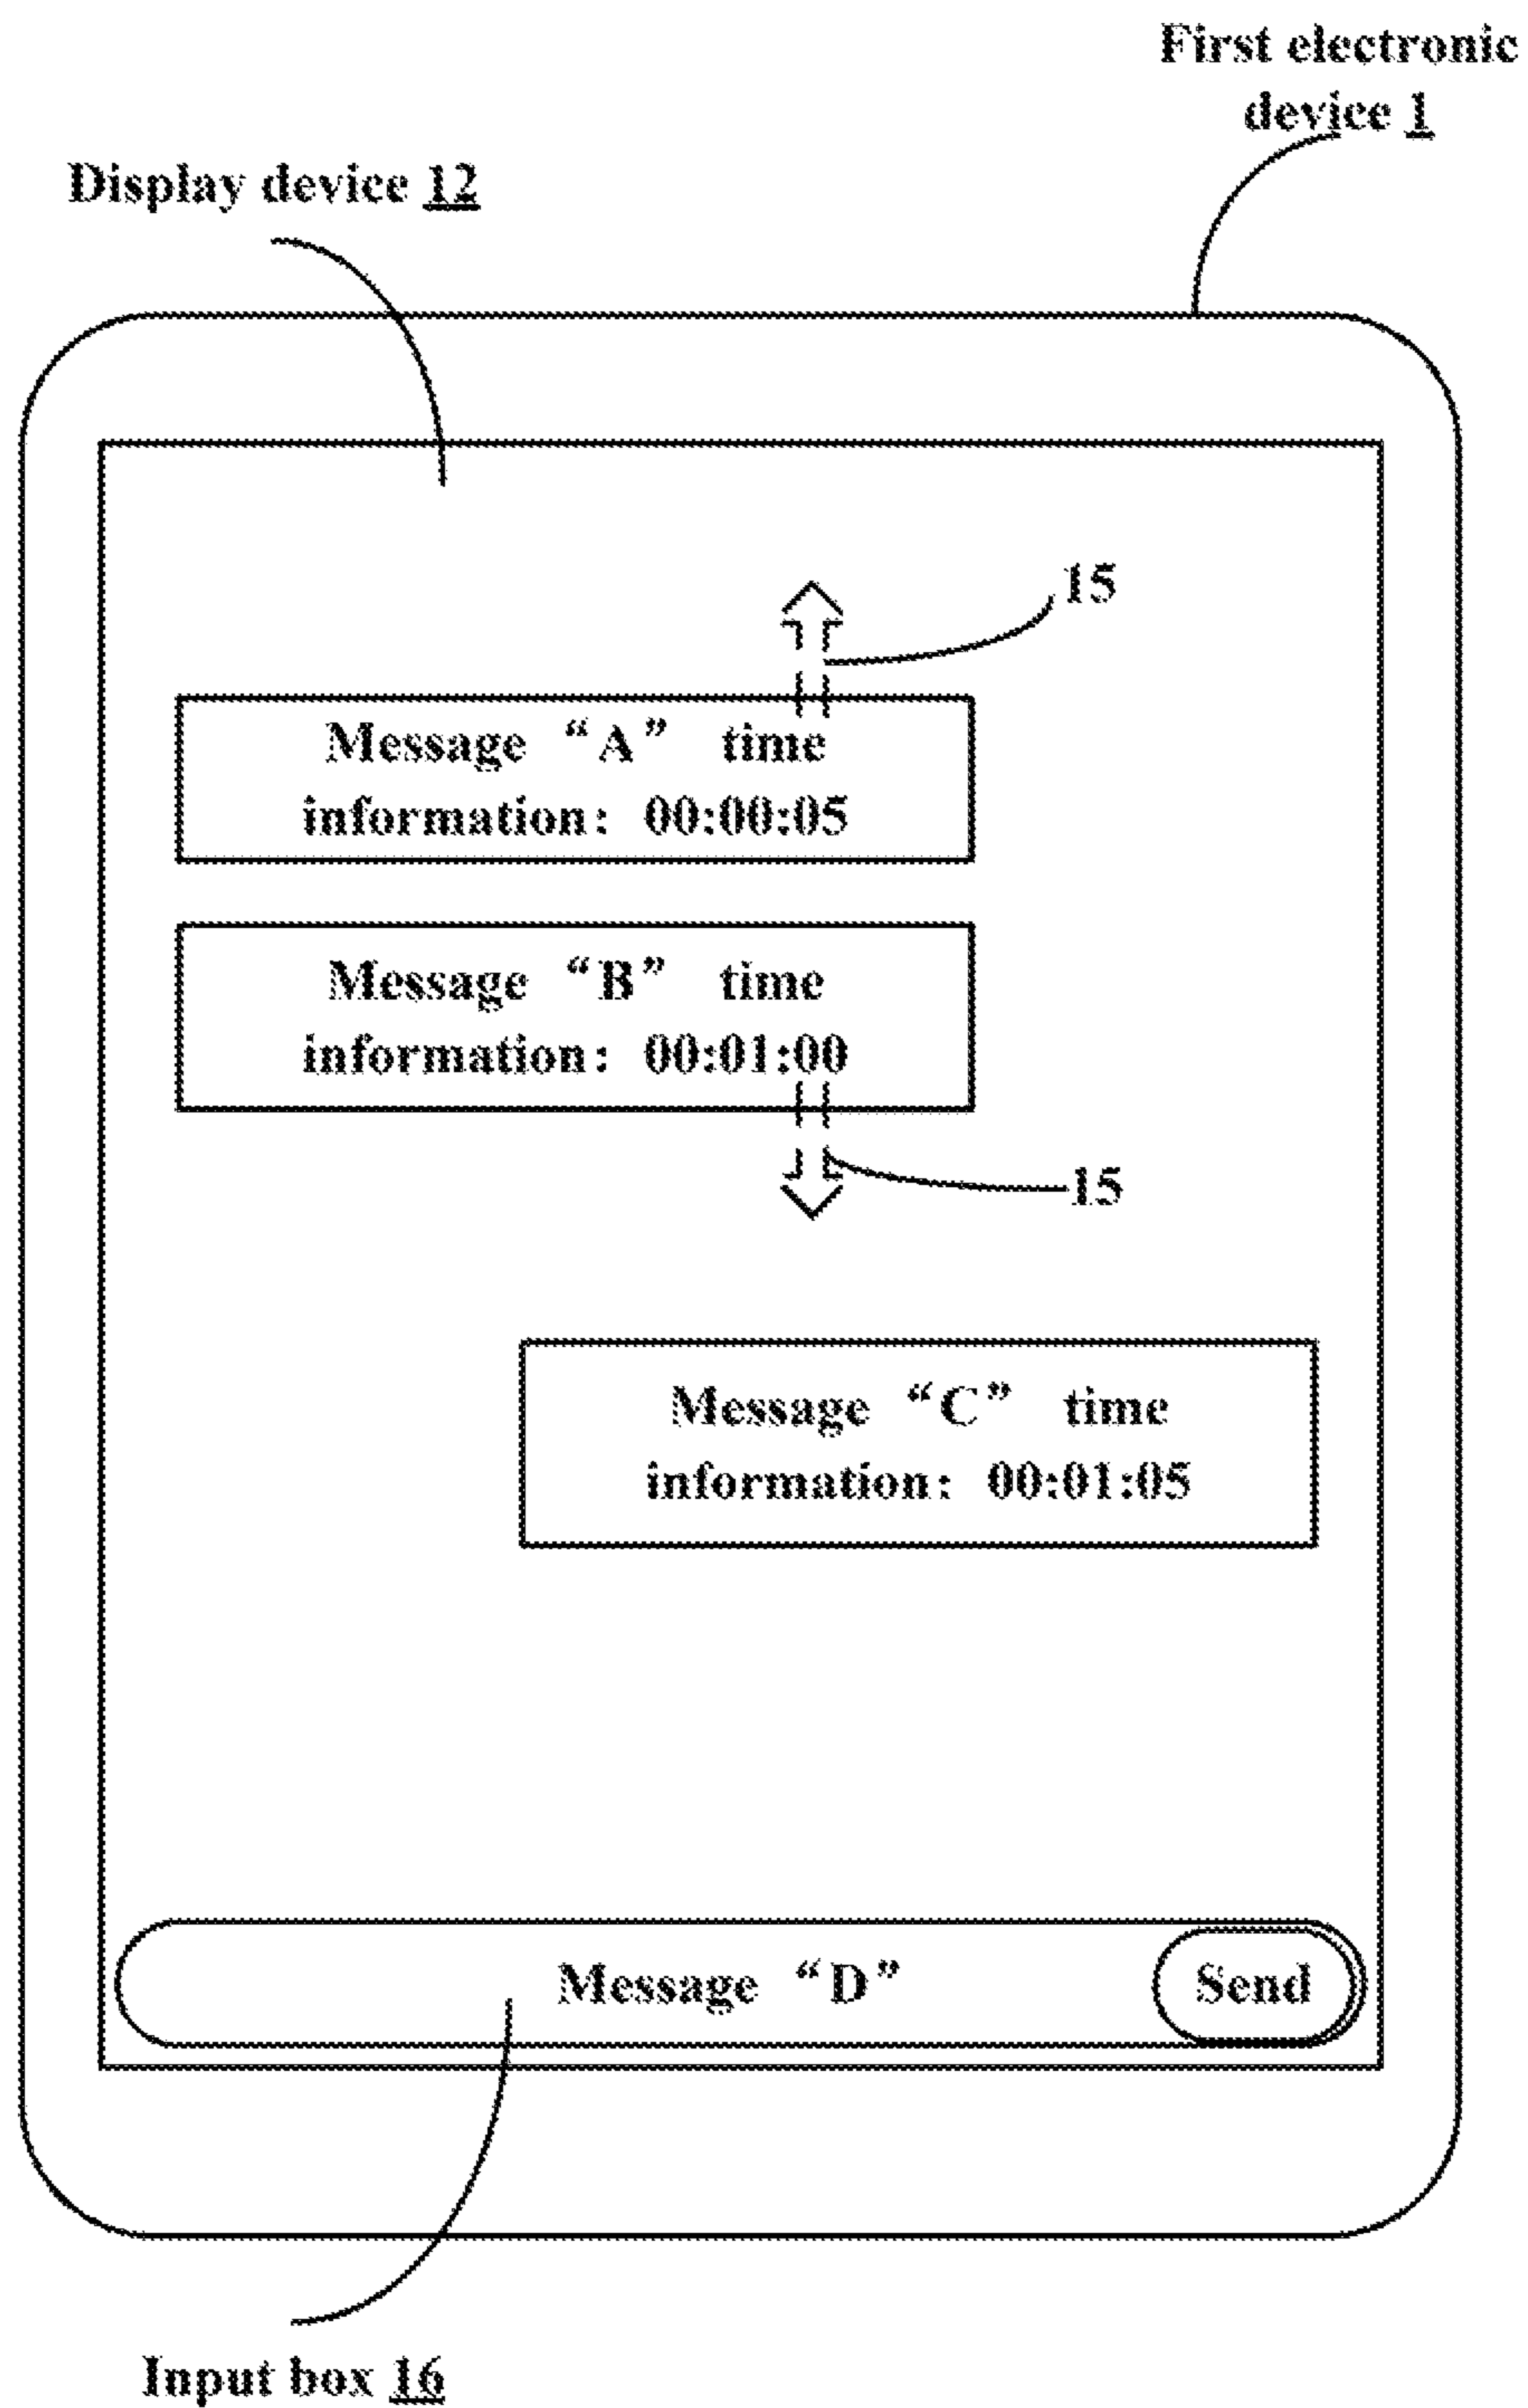 First electronic
device 1
Display device 12
15
Message “A” time
information: 00:00:05
Message “B” time
information: 00:01:00
15
Message “C” time
information: 00:01:05
Message “D”
Send
Input box 16